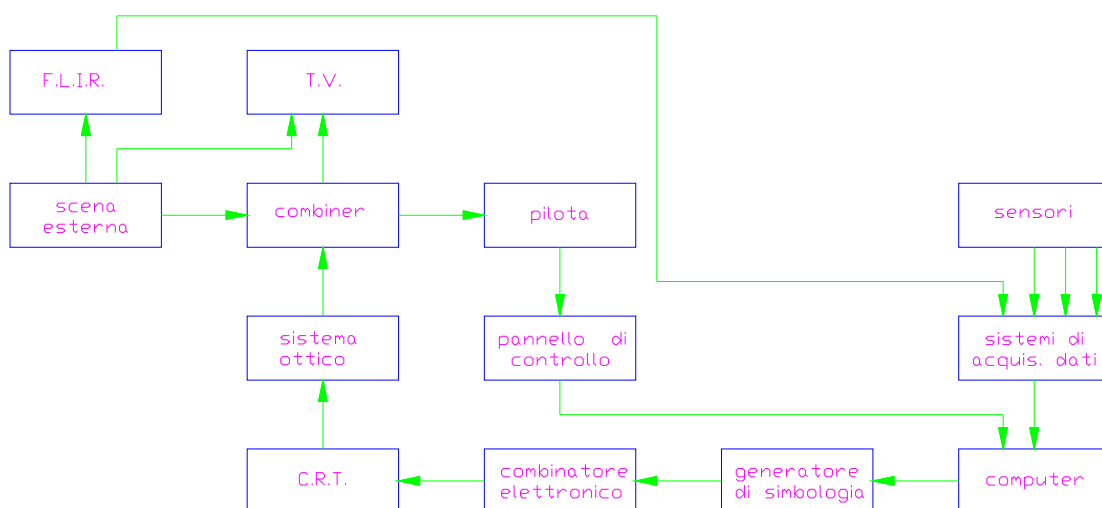 F.L.I.R.
T.V.
scena
esterna
combiner
pilota
sensori
sistema
ottico
pannello di
controllo
sistemi di
acquis. dati
C.R.T.
combinatore
elettronico
generatore
di simbologia
computer